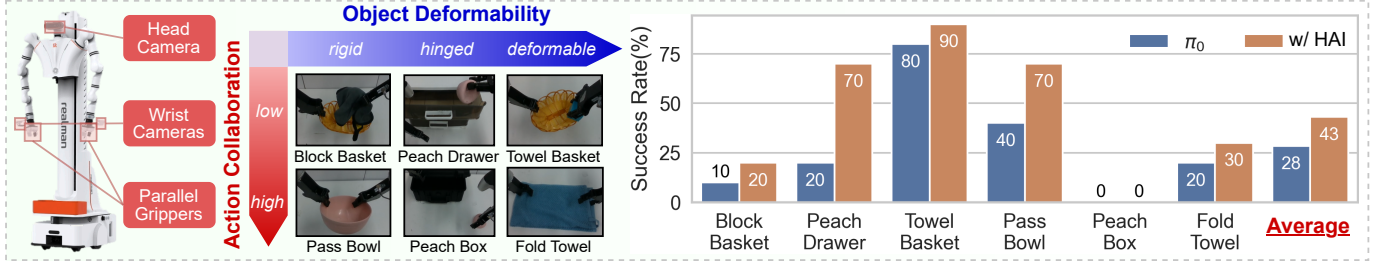 Head
Camera
Wrist
Cameras
Parallel
Grippers
realman
Object Deformability
Action Collaboration
rigid
hinged
deformable
low
high
Block Basket
Peach Drawer
Towel Basket
Pass Bowl
Peach Box
Fold Towel
Success Rate(%)
75
50
25
0
π0
w/ HAI
10
20
20
70
80
90
40
70
0
0
20
30
28
43
Block
Basket
Peach
Drawer
Towel
Basket
Pass
Bowl
Peach
Box
Fold
Towel
Average